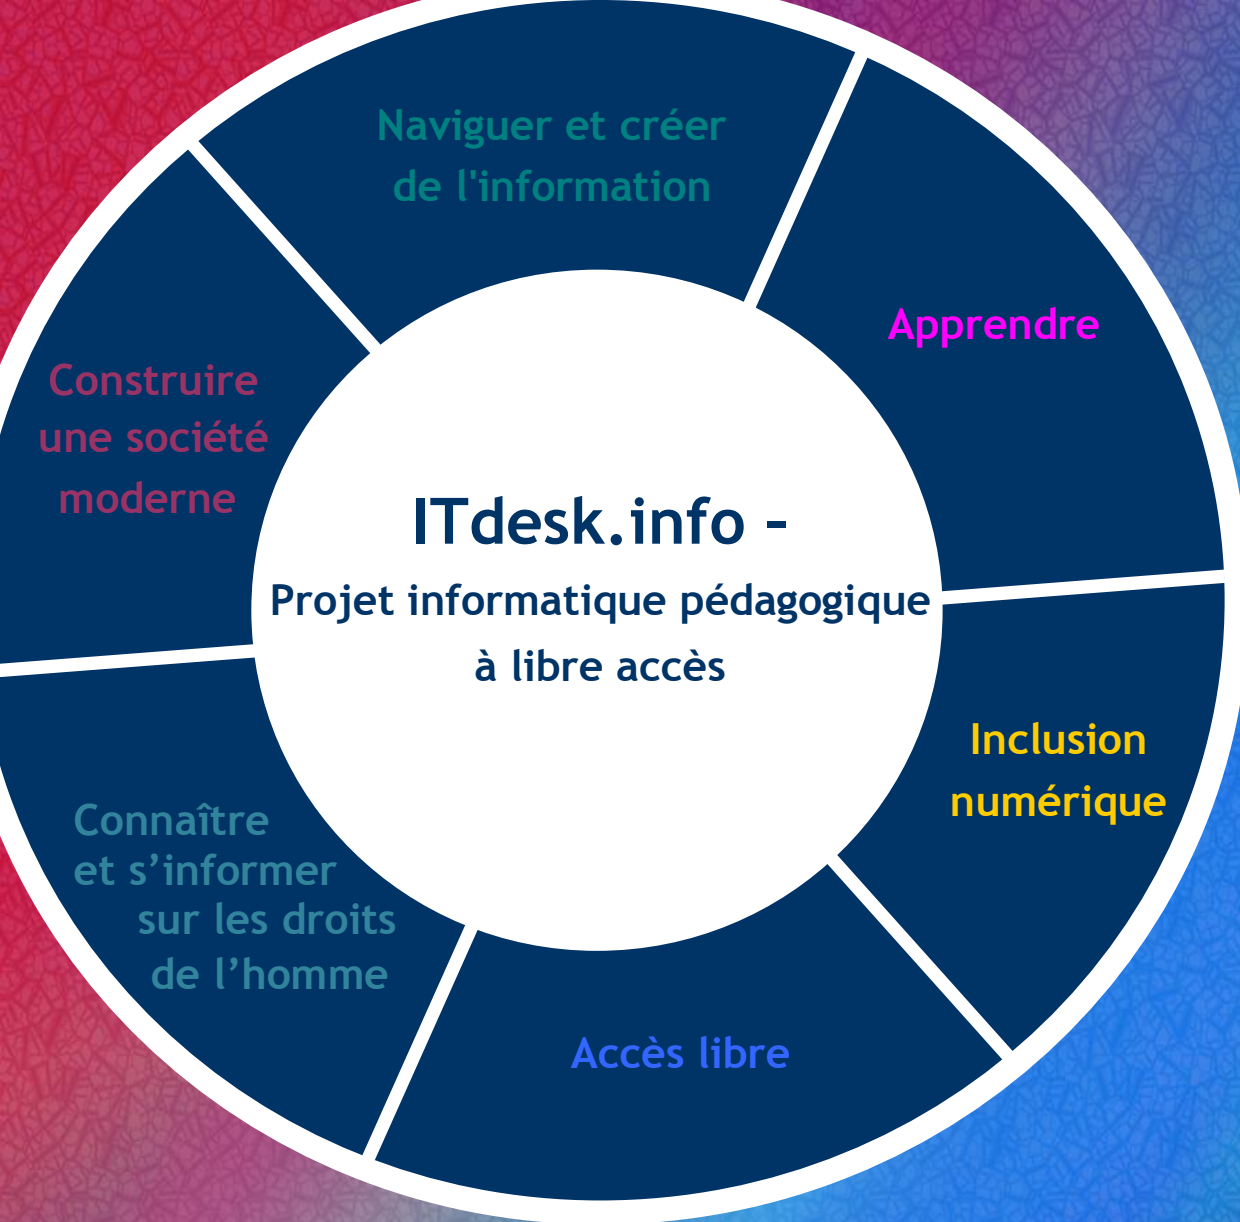 Naviguer et créer
de l'information
Apprendre
Construire
une société
moderne
ITdesk.info –
Projet informatique pédagogique
à libre accès
Inclusion
numérique
Connaître
et s’informer
sur les droits
de l’homme
Accès libre